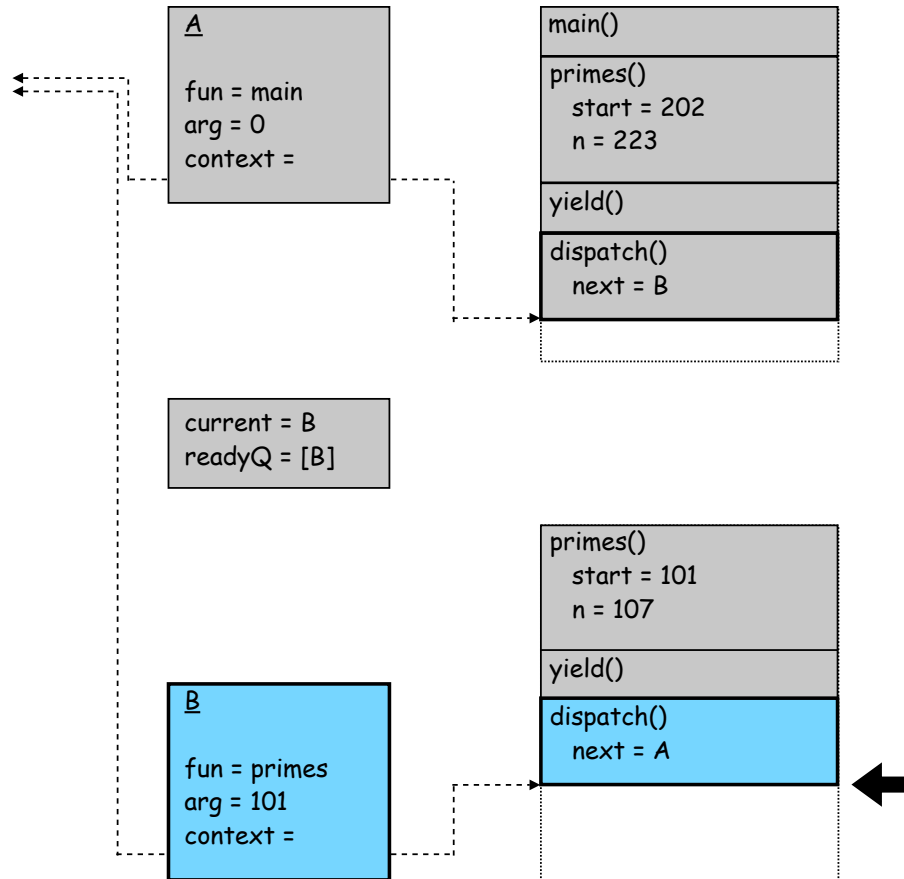 A
fun = main
arg = 0
context =
main()
primes()
start = 202
n = 223
yield()
dispatch()
next = B
current = B
readyQ = [B]
primes()
start = 101
n = 107
yield()
dispatch()
next = A
B
fun = primes
arg = 101
context =